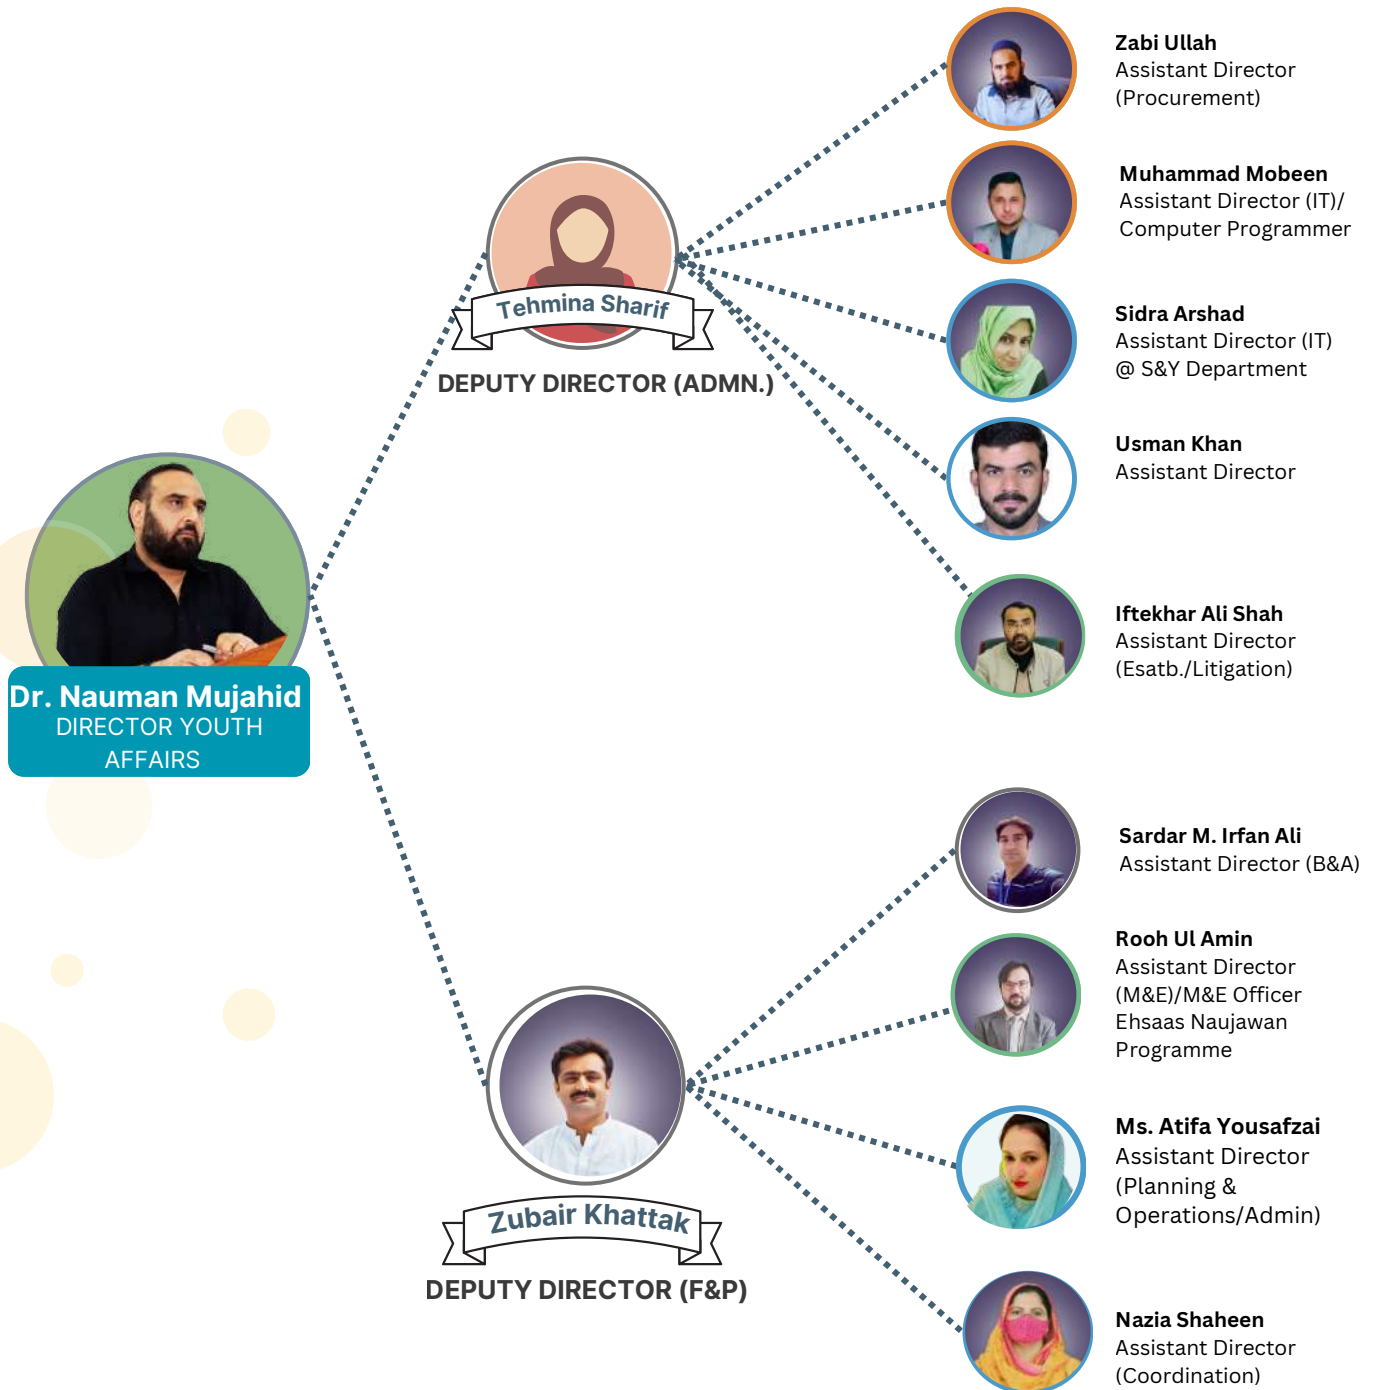 Zabi Ullah
Assistant Director
(Procurement)
Muhammad Mobeen
Assistant Director (IT)/
Computer Programmer
Sidra Arshad
Assistant Director (IT)
@ S&Y Department
Tehmina Sharif
DEPUTY DIRECTOR (ADMN.)
Usman Khan
Assistant Director
Iftekhar Ali Shah
Assistant Director
(Esatb./Litigation)
Dr. Nauman Mujahid
DIRECTOR YOUTH
AFFAIRS
Sardar M. Irfan Ali
Assistant Director (B&A)
Rooh Ul Amin
Assistant Director
(M&E)/M&E Officer
Ehsaas Naujawan
Programme
Ms. Atifa Yousafzai
Assistant Director
(Planning &
Operations/Admin)
Zubair Khattak
DEPUTY DIRECTOR (F&P)
Nazia Shaheen
Assistant Director
(Coordination)